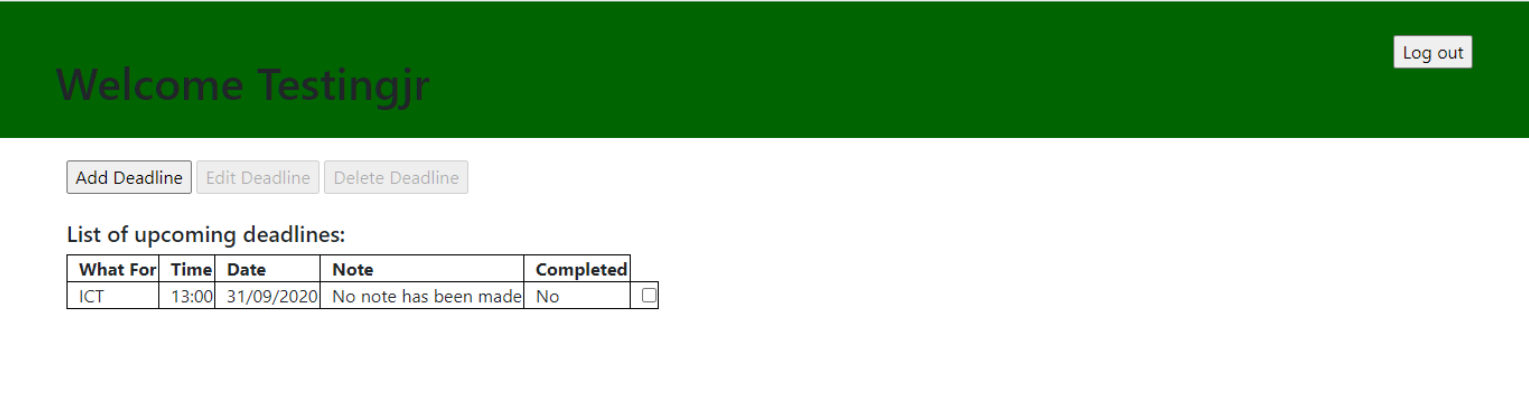 Log out
Welcome Testingjr
Add Deadline Edit Deadline Delete Deadline
List of upcoming deadlines:
What For Time Date Note Completed
ICT 13:00 31/09/2020 No note has been made No